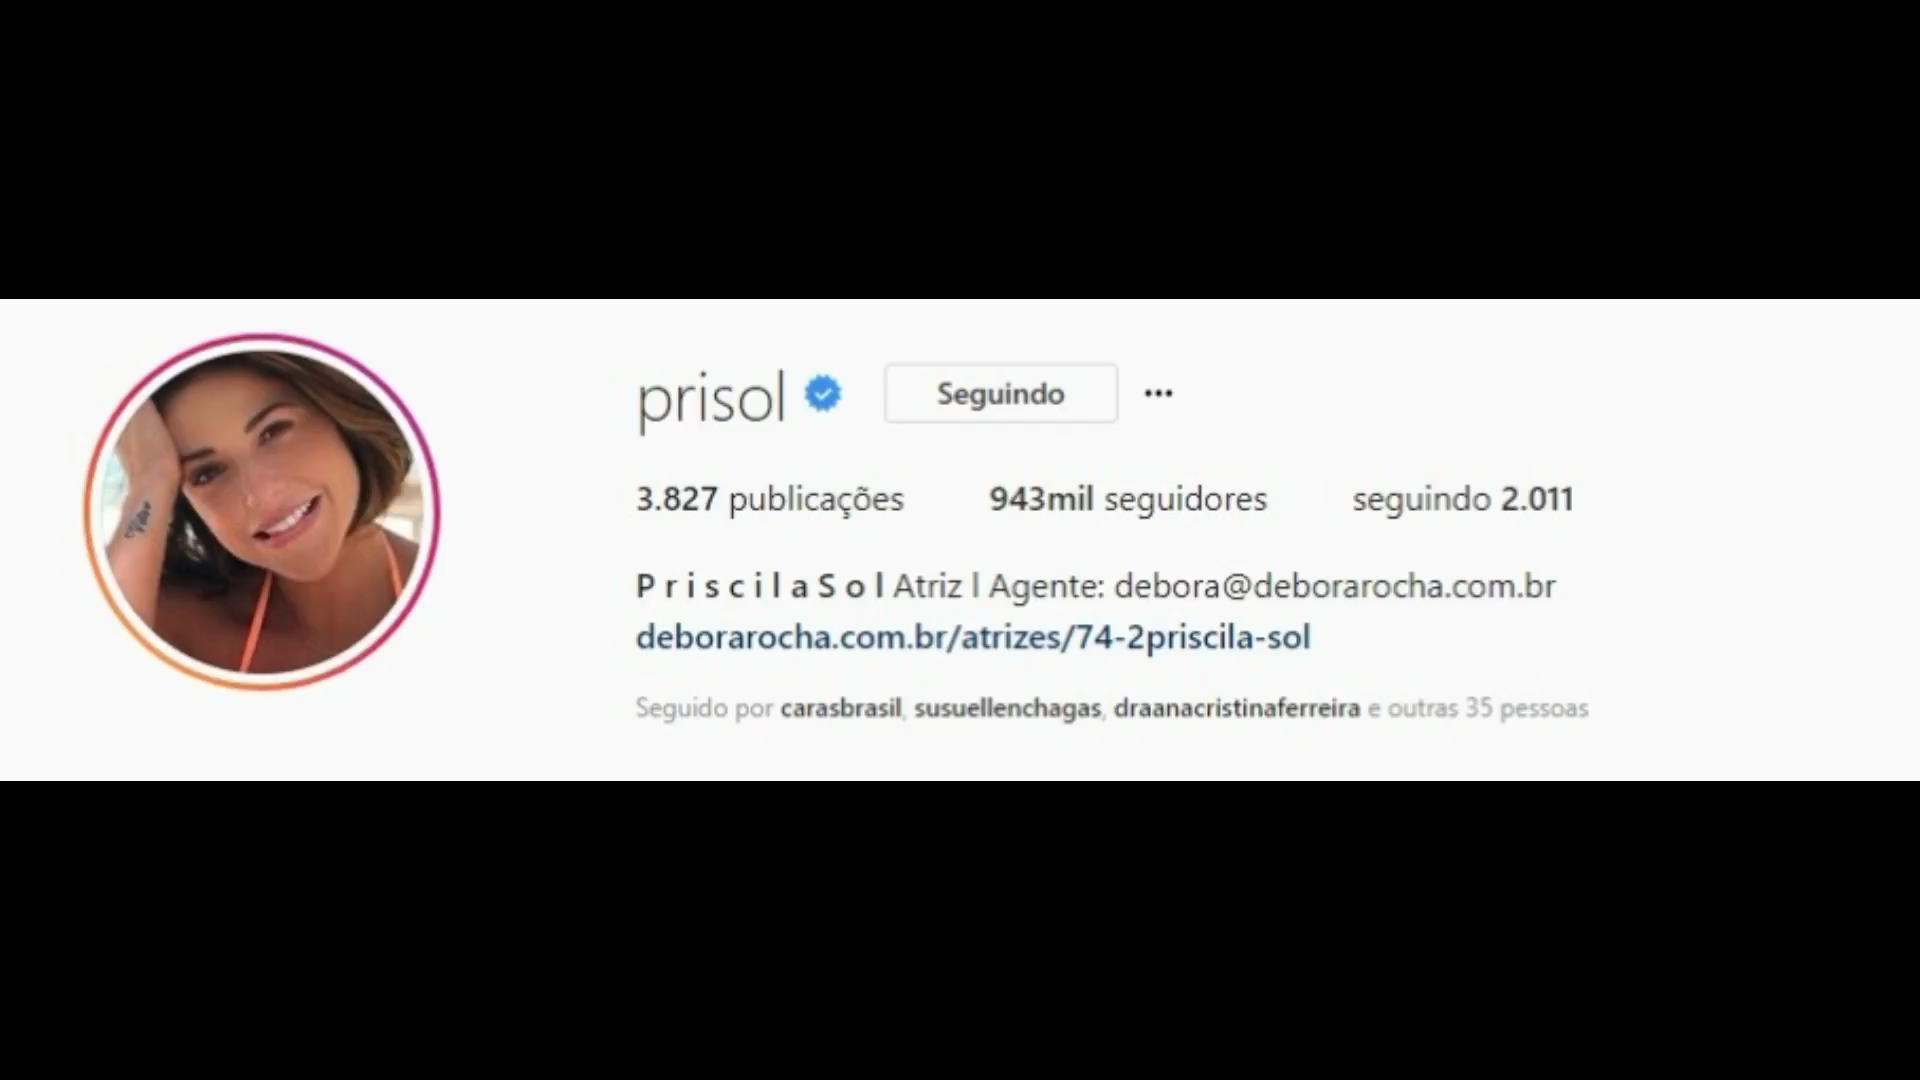 prisol Seguindo ...
3.827 publicações 943mil seguidores seguindo 2.011
P r i s c i l a S o l Atriz l Agente: debora@deborarocha.com.br
deborarocha.com.br/atrizes/74-2priscila-sol
Seguido por carasbrasil, susuellenchagas, draanacristinaferreira e outras 35 pessoas